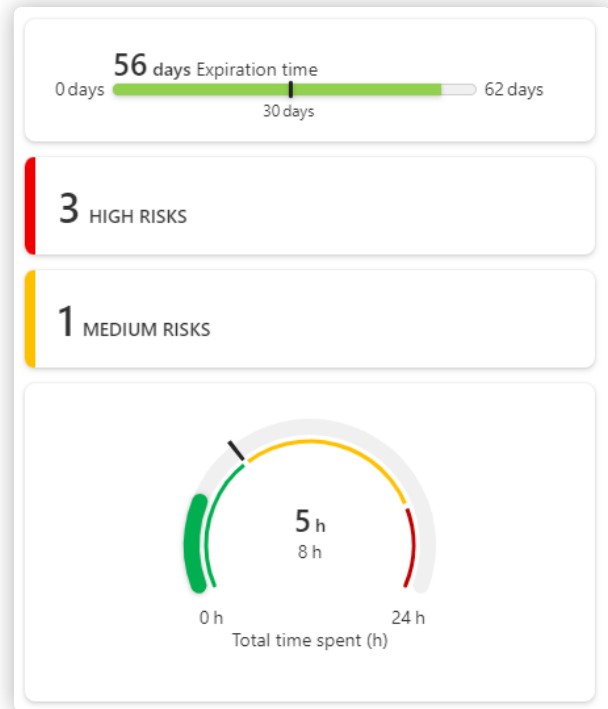 56 days Expiration time
0 days 62 days
30 days
3 HIGH RISKS
1 MEDIUM RISKS
5 h
8 h
0 h 24 h
Total time spent (h)